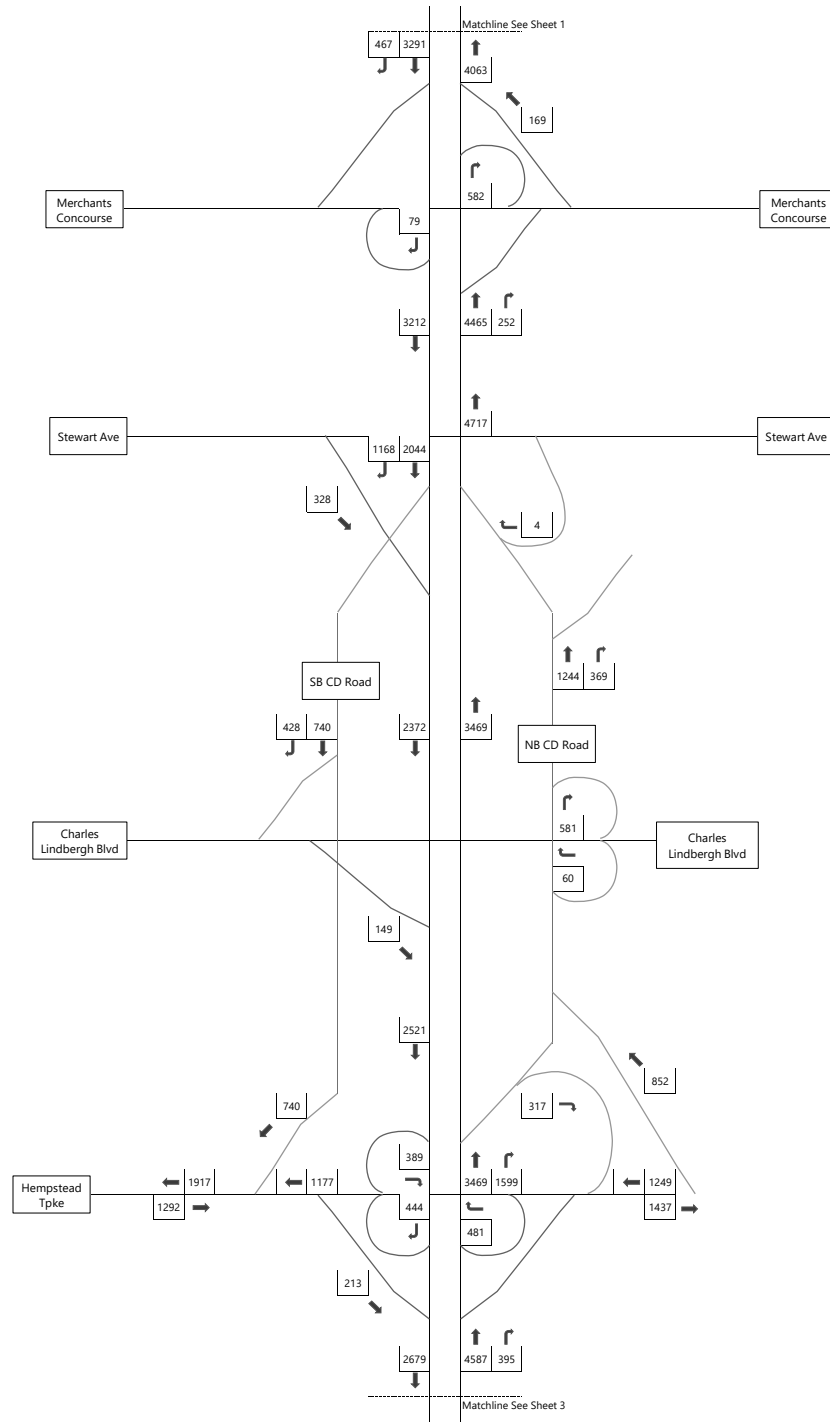 Matchline See Sheet 1
467 3291
4063
169
582
Merchants
Concourse
Merchants
Concourse
79
3212
4465 252
4717
Stewart Ave
Stewart Ave
1168 2044
328
4
1244 369
SB CD Road
428 740
2372
3469
NB CD Road
581
Charles
Lindbergh Blvd
Charles
Lindbergh Blvd
60
149
2521
852
740
317
389
1917
1177
3469 1599
1249
Hempstead
Tpke
1292
444
1437
481
213
2679
4587 395
Matchline See Sheet 3